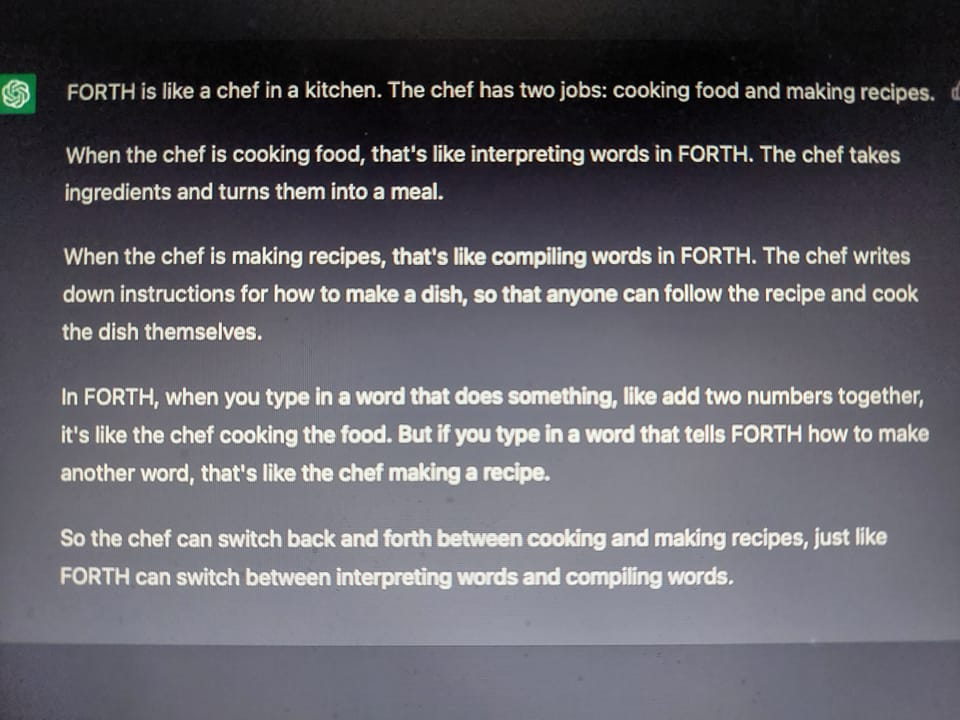 FORTH is like a chef in a kitchen. The chef has two jobs: cooking food and making recipes.
When the chef is cooking food, that's like interpreting words in FORTH. The chef takes
ingredients and turns them into a meal.
When the chef is making recipes, that's like compiling words in FORTH. The chef writes
down instructions for how to make a dish, so that anyone can follow the recipe and cook
the dish themselves.
In FORTH, when you type in a word that does something, like add two numbers together,
it's like the chef cooking the food. But if you type in a word that tells FORTH how to make
another word, that's like the chef making a recipe.
So the chef can switch back and forth between cooking and making recipes, just like
FORTH can switch between interpreting words and compiling words.